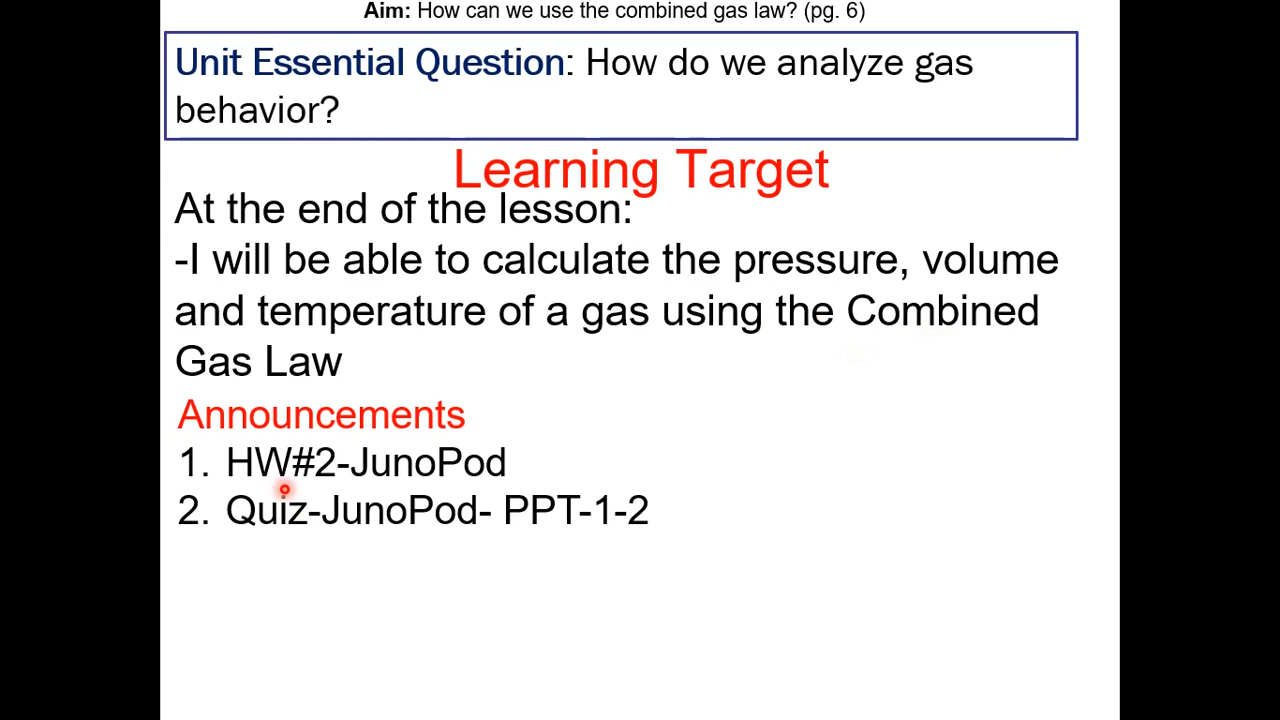 Aim: How can we use the combined gas law? (pg. 6)
Unit Essential Question: How do we analyze gas
behavior?
Learning Target
At the end of the lesson:
-I will be able to calculate the pressure, volume
and temperature of a gas using the Combined
Gas Law
Announcements
1. HW#2-JunoPod
2. Quiz-JunoPod- PPT-1-2